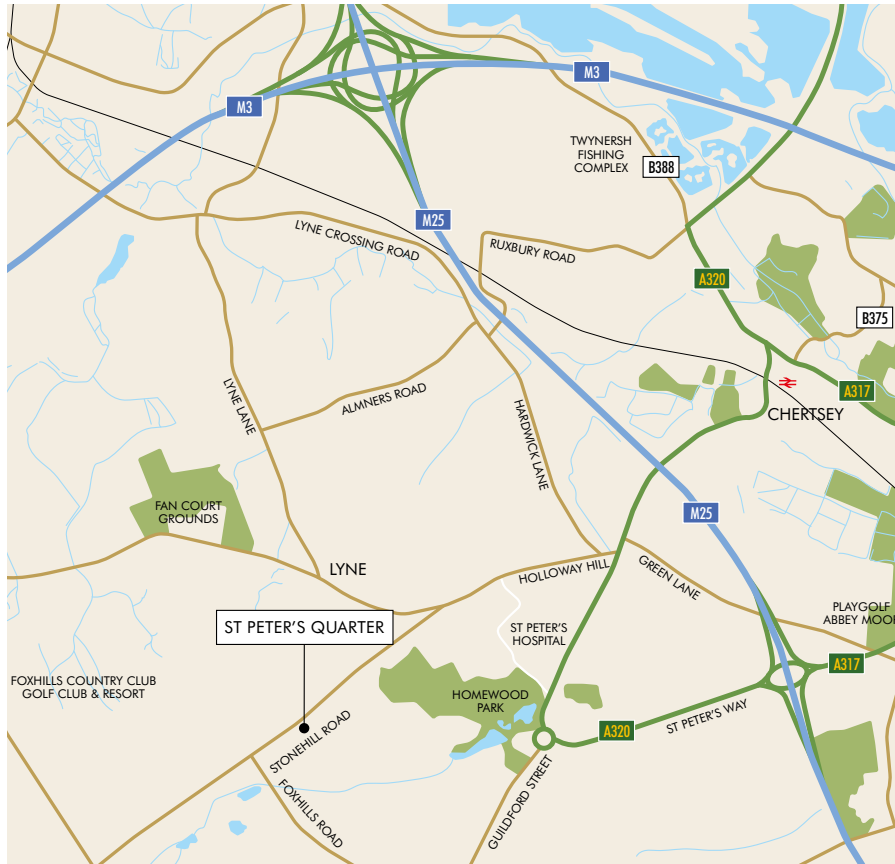 M3
M3
TWYNERSH
FISHING
COMPLEX
B388
M25
LYNE CROSSING ROAD
RUXBURY ROAD
A320
B375
LYNE LANE
ALMNERS ROAD
HARDWICK LANE
A317
CHERTSEY
FAN COURT
GROUNDS
M25
LYNE
HOLLOWAY HILL
GREEN LANE
ST PETER'S QUARTER
ST PETER'S
HOSPITAL
PLAYGOLF
ABBEY MOOR
A317
FOXHILLS COUNTRY CLUB
GOLF CLUB & RESORT
HOMEWOOD
PARK
STONEHILL ROAD
A320
ST PETER'S WAY
FOXHILLS ROAD
GUILDFORD STREET